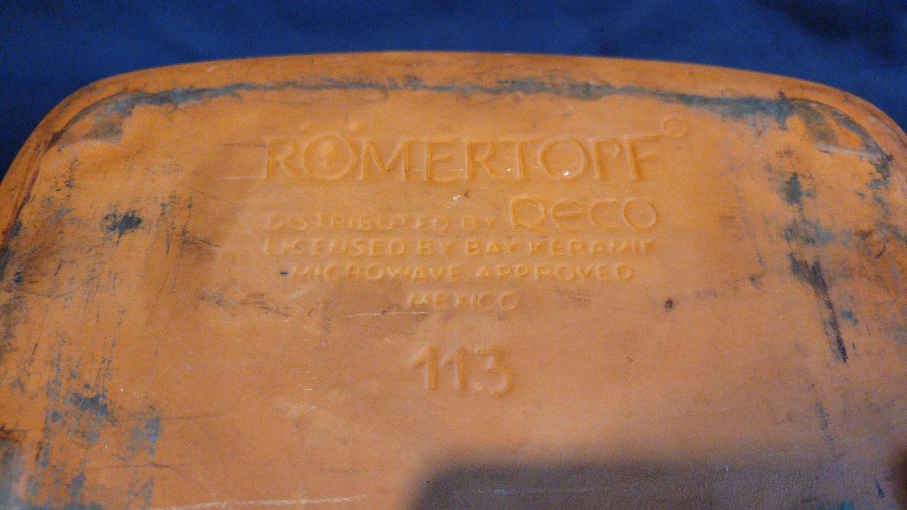 RÖMERTOPF®
DISTRIBUTED BY RECO
LICENSED BY BAY KERAMIK
MICROWAVE APPROVED
MEXICO
113